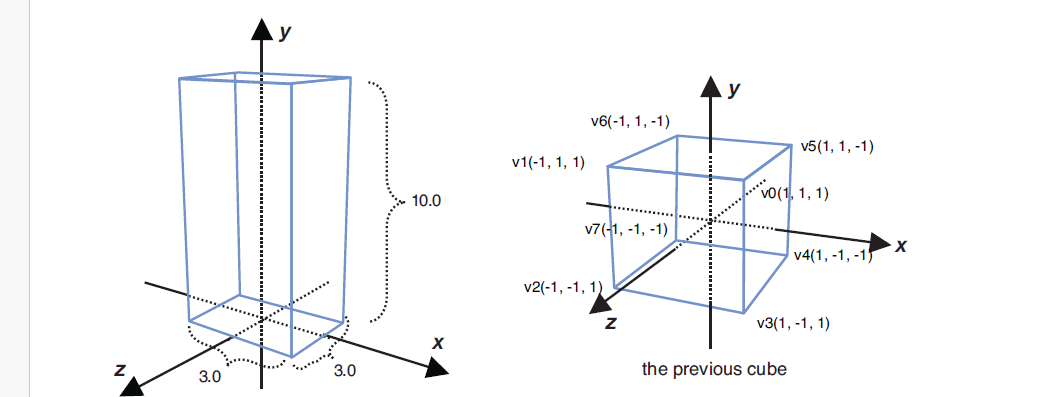 y
10.0
x
z
3.0
3.0
y
v6(-1, 1, -1)
v5(1, 1, -1)
v1(-1, 1, 1)
v0(1, 1, 1)
v7(-1, -1, -1)
x
v4(1, -1, -1)
v2(-1, -1, 1)
z
v3(1, -1, 1)
the previous cube